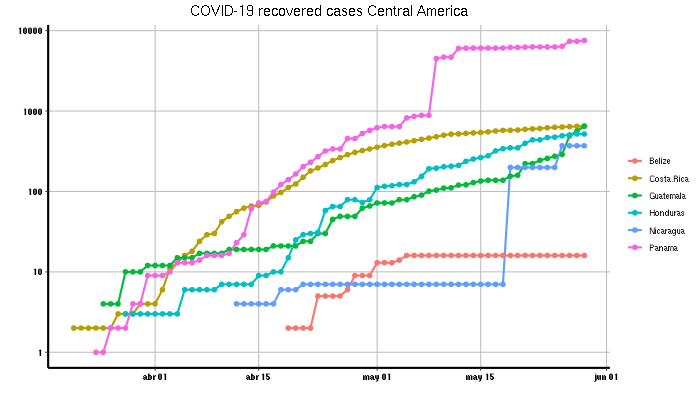 COVID-19 recovered cases Central America
10000
1000
100
10
1
abr 01
abr 15
may 01
may 15
jun 01
Belize
Costa.Rica
Guatemala
Honduras
Nicaragua
Panama